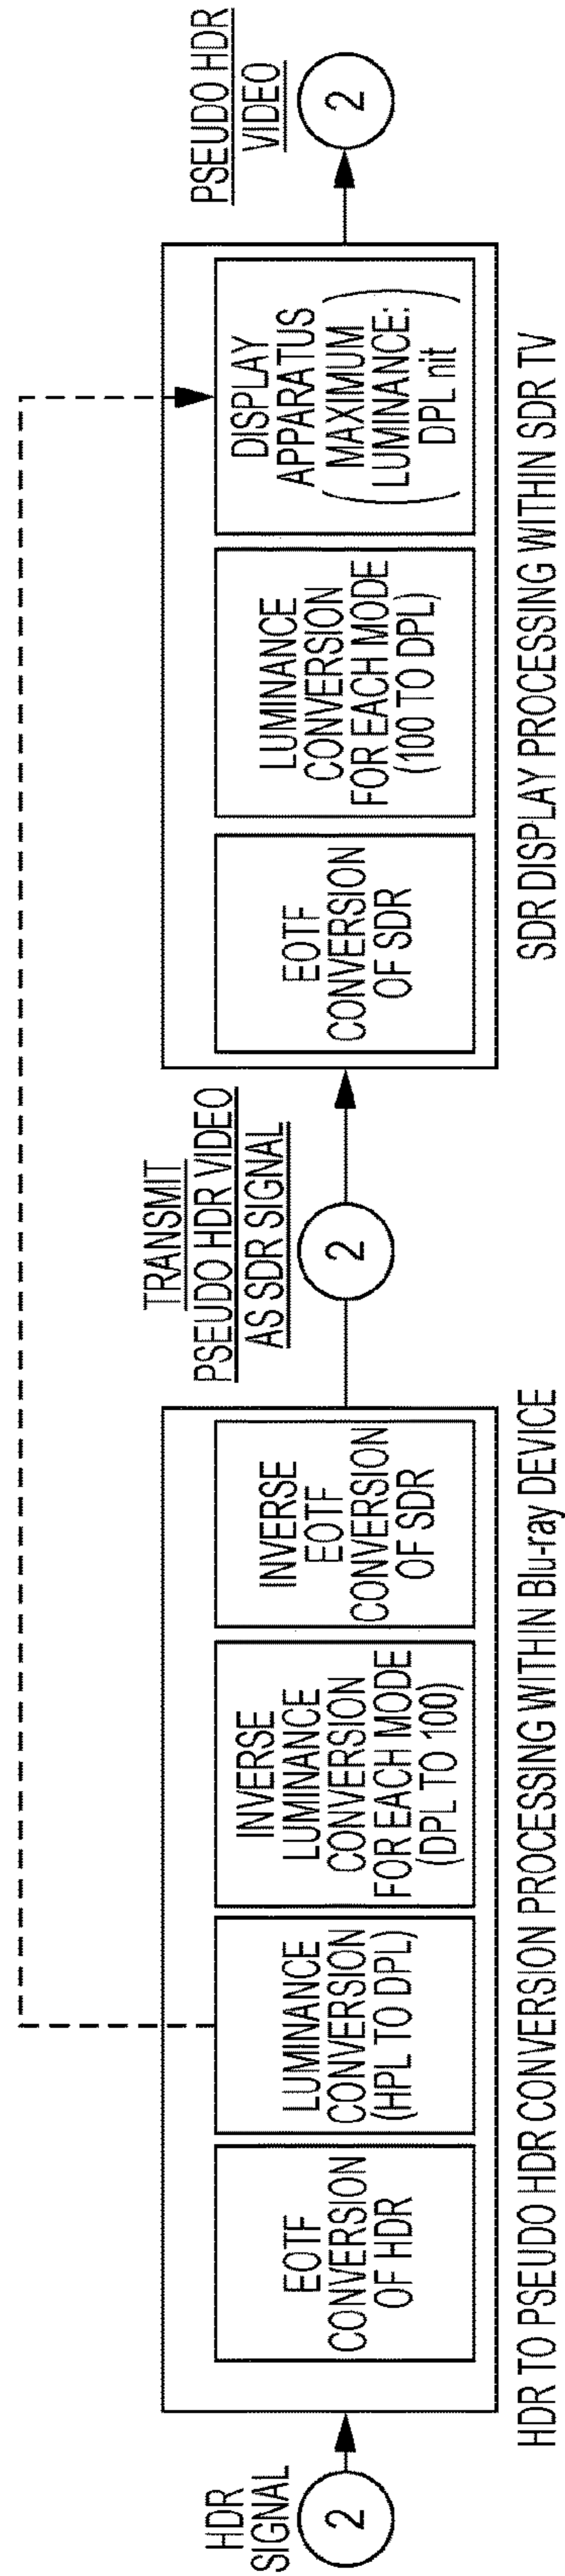 HDR
SIGNAL
2
EOTF
CONVERSION
OF HDR
LUMINANCE
CONVERSION
(HPL TO DPL)
INVERSE
LUMINANCE
CONVERSION
FOR EACH MODE
(DPL TO 100)
INVERSE
EOTF
CONVERSION
OF SDR
HDR TO PSEUDO HDR CONVERSION PROCESSING WITHIN Blu-ray DEVICE
TRANSMIT
PSEUDO HDR VIDEO
AS SDR SIGNAL
2
EOTF
CONVERSION
OF SDR
LUMINANCE
CONVERSION
FOR EACH MODE
(100 TO DPL)
DISPLAY
APPARATUS
(MAXIMUM
LUMINANCE:
DPL nit)
SDR DISPLAY PROCESSING WITHIN SDR TV
PSEUDO HDR
VIDEO
2